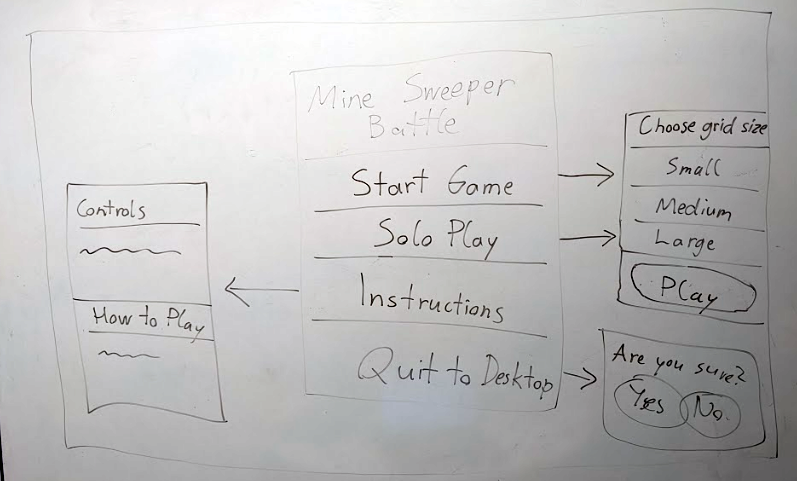 Mine Sweeper
Battle
Start Game
Solo Play
Instructions
Quit to Desktop
Controls
How to Play
Choose grid size
Small
Medium
Large
Play
Are you sure?
Yes
No